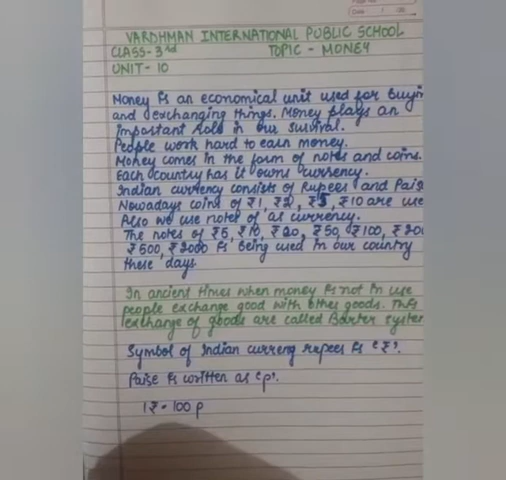 VARDHMAN INTERNATIONAL PUBLIC SCHOOL
CLASS- 3rd TOPIC - MONEY
UNIT- 10
Money is an economical unit used for Buyin
and exchanging things. Money plays an
important Role in our survival.
People work hard to earn money.
Money comes in the form of notes and coins.
Each country has it owns currency.
Indian currency consists of Rupees and Pais
Nowadays coins of ₹1, ₹2, ₹5, ₹10 are use
Also we use notes of as currency.
The notes of ₹5, ₹10, ₹20, ₹50, ₹100, ₹200
₹500, ₹2000 is being used in our country
these days
In ancient times when money is not in use
people exchange good with other goods. This
exchange of goods are called Barter system
Symbol of Indian curreng rupees is '₹'.
Paise is written as 'p'.
1₹ = 100 p